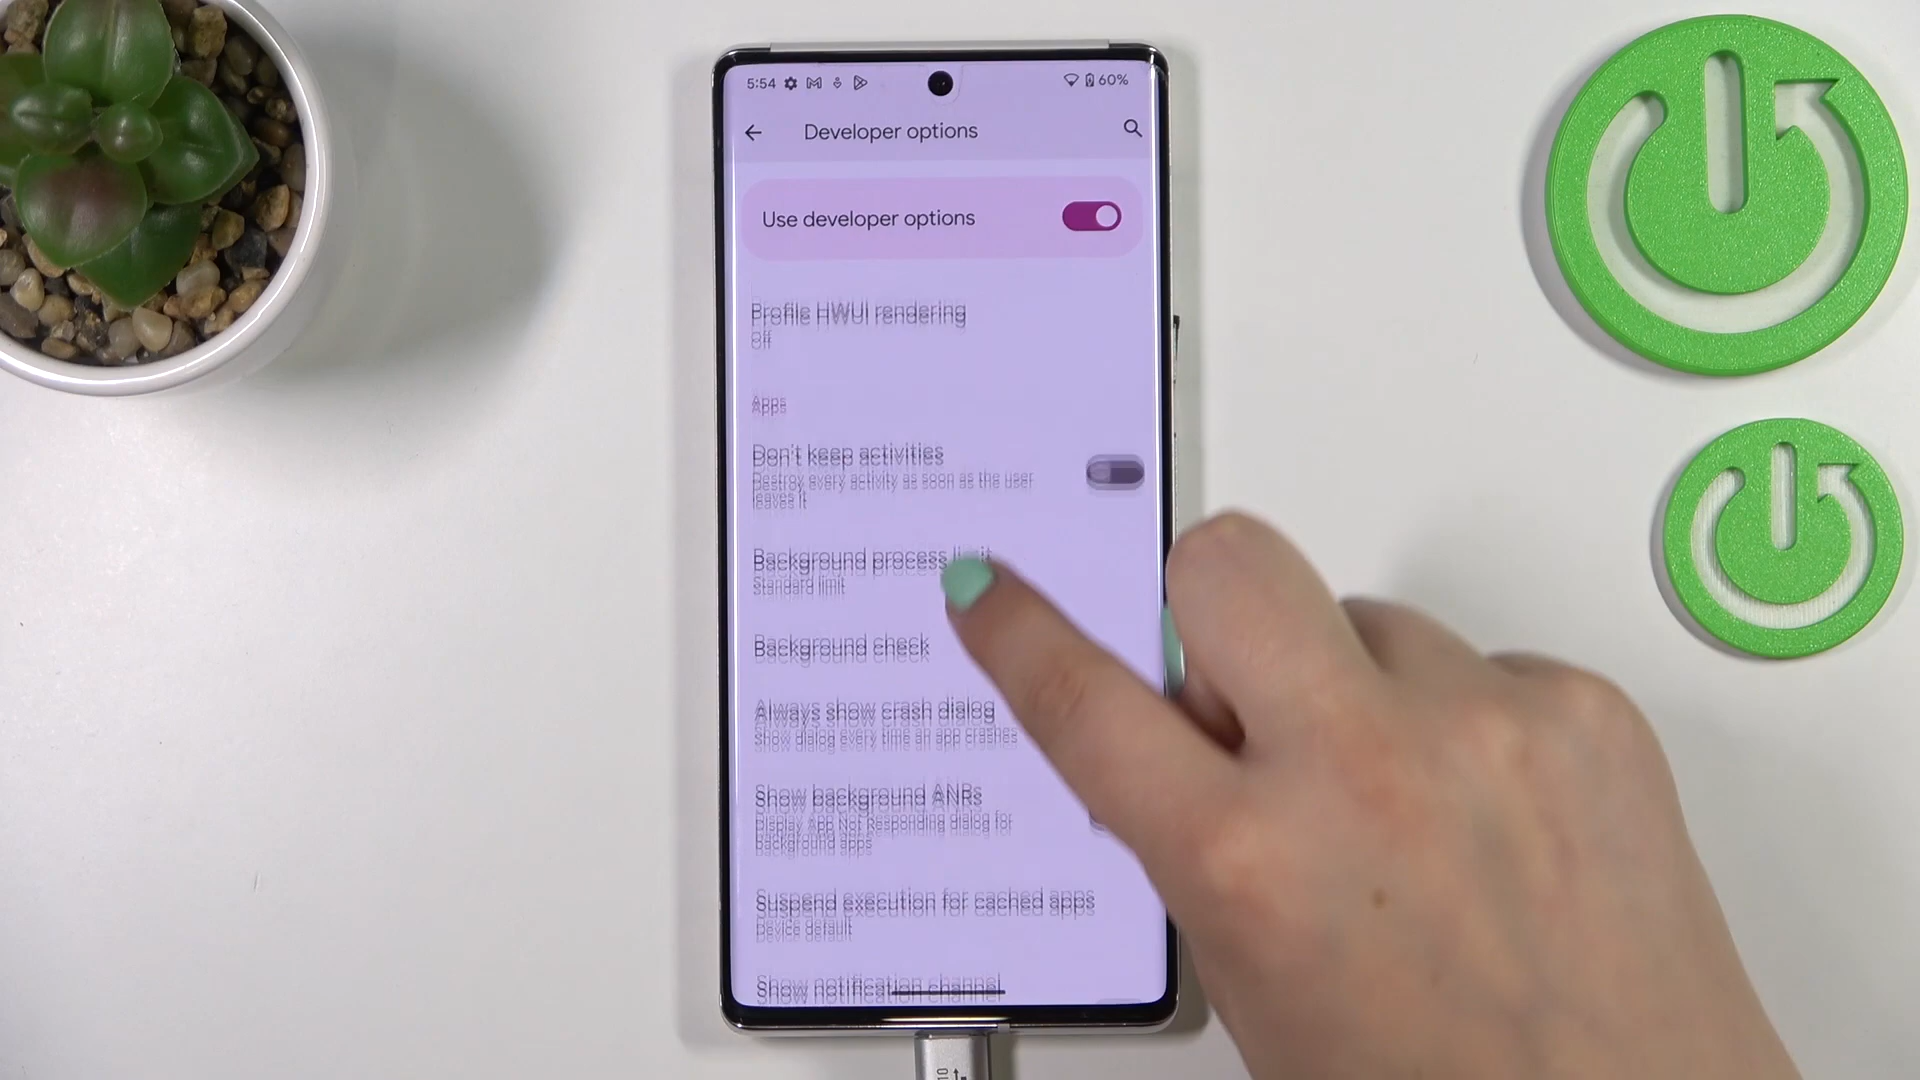 5:54 60%
Developer options
Use developer options
Profile HWUI rendering
Off
Apps
Don't keep activities
Destroy every activity as soon as the user
leaves it
Background process limit
Standard limit
Background check
Always show crash dialog
Show dialog every time an app crashes
Show background ANRs
Display App Not Responding dialog for
background apps
Suspend execution for cached apps
Device default
Show notification channel
10